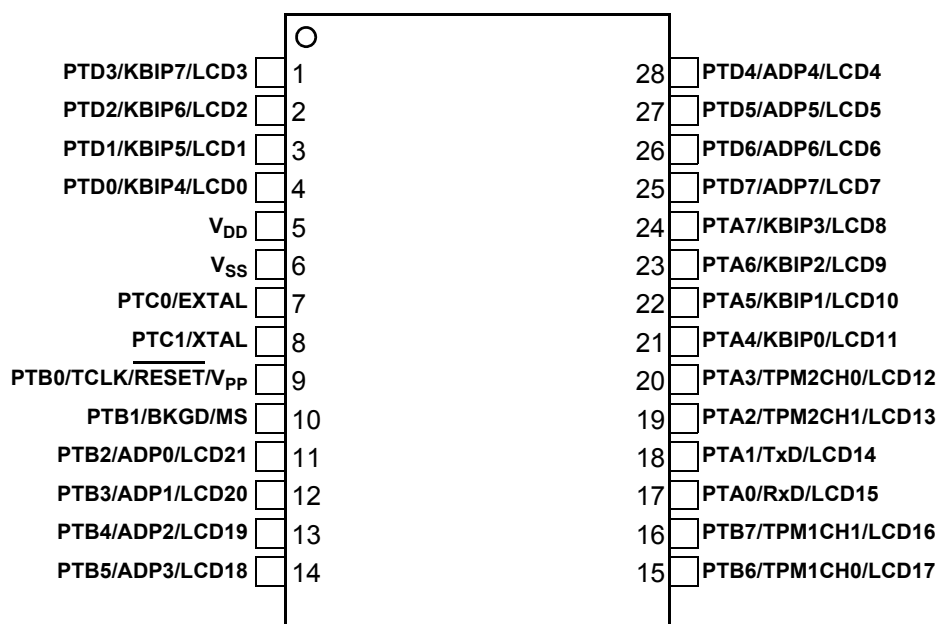 PTD3/KBIP7/LCD3 1 28 PTD4/ADP4/LCD4
PTD2/KBIP6/LCD2 2 27 PTD5/ADP5/LCD5
PTD1/KBIP5/LCD1 3 26 PTD6/ADP6/LCD6
PTD0/KBIP4/LCD0 4 25 PTD7/ADP7/LCD7
VDD 5 24 PTA7/KBIP3/LCD8
VSS 6 23 PTA6/KBIP2/LCD9
PTC0/EXTAL 7 22 PTA5/KBIP1/LCD10
PTC1/XTAL 8 21 PTA4/KBIP0/LCD11
PTB0/TCLK/RESET/VPP 9 20 PTA3/TPM2CH0/LCD12
PTB1/BKGD/MS 10 19 PTA2/TPM2CH1/LCD13
PTB2/ADP0/LCD21 11 18 PTA1/TxD/LCD14
PTB3/ADP1/LCD20 12 17 PTA0/RxD/LCD15
PTB4/ADP2/LCD19 13 16 PTB7/TPM1CH1/LCD16
PTB5/ADP3/LCD18 14 15 PTB6/TPM1CH0/LCD17